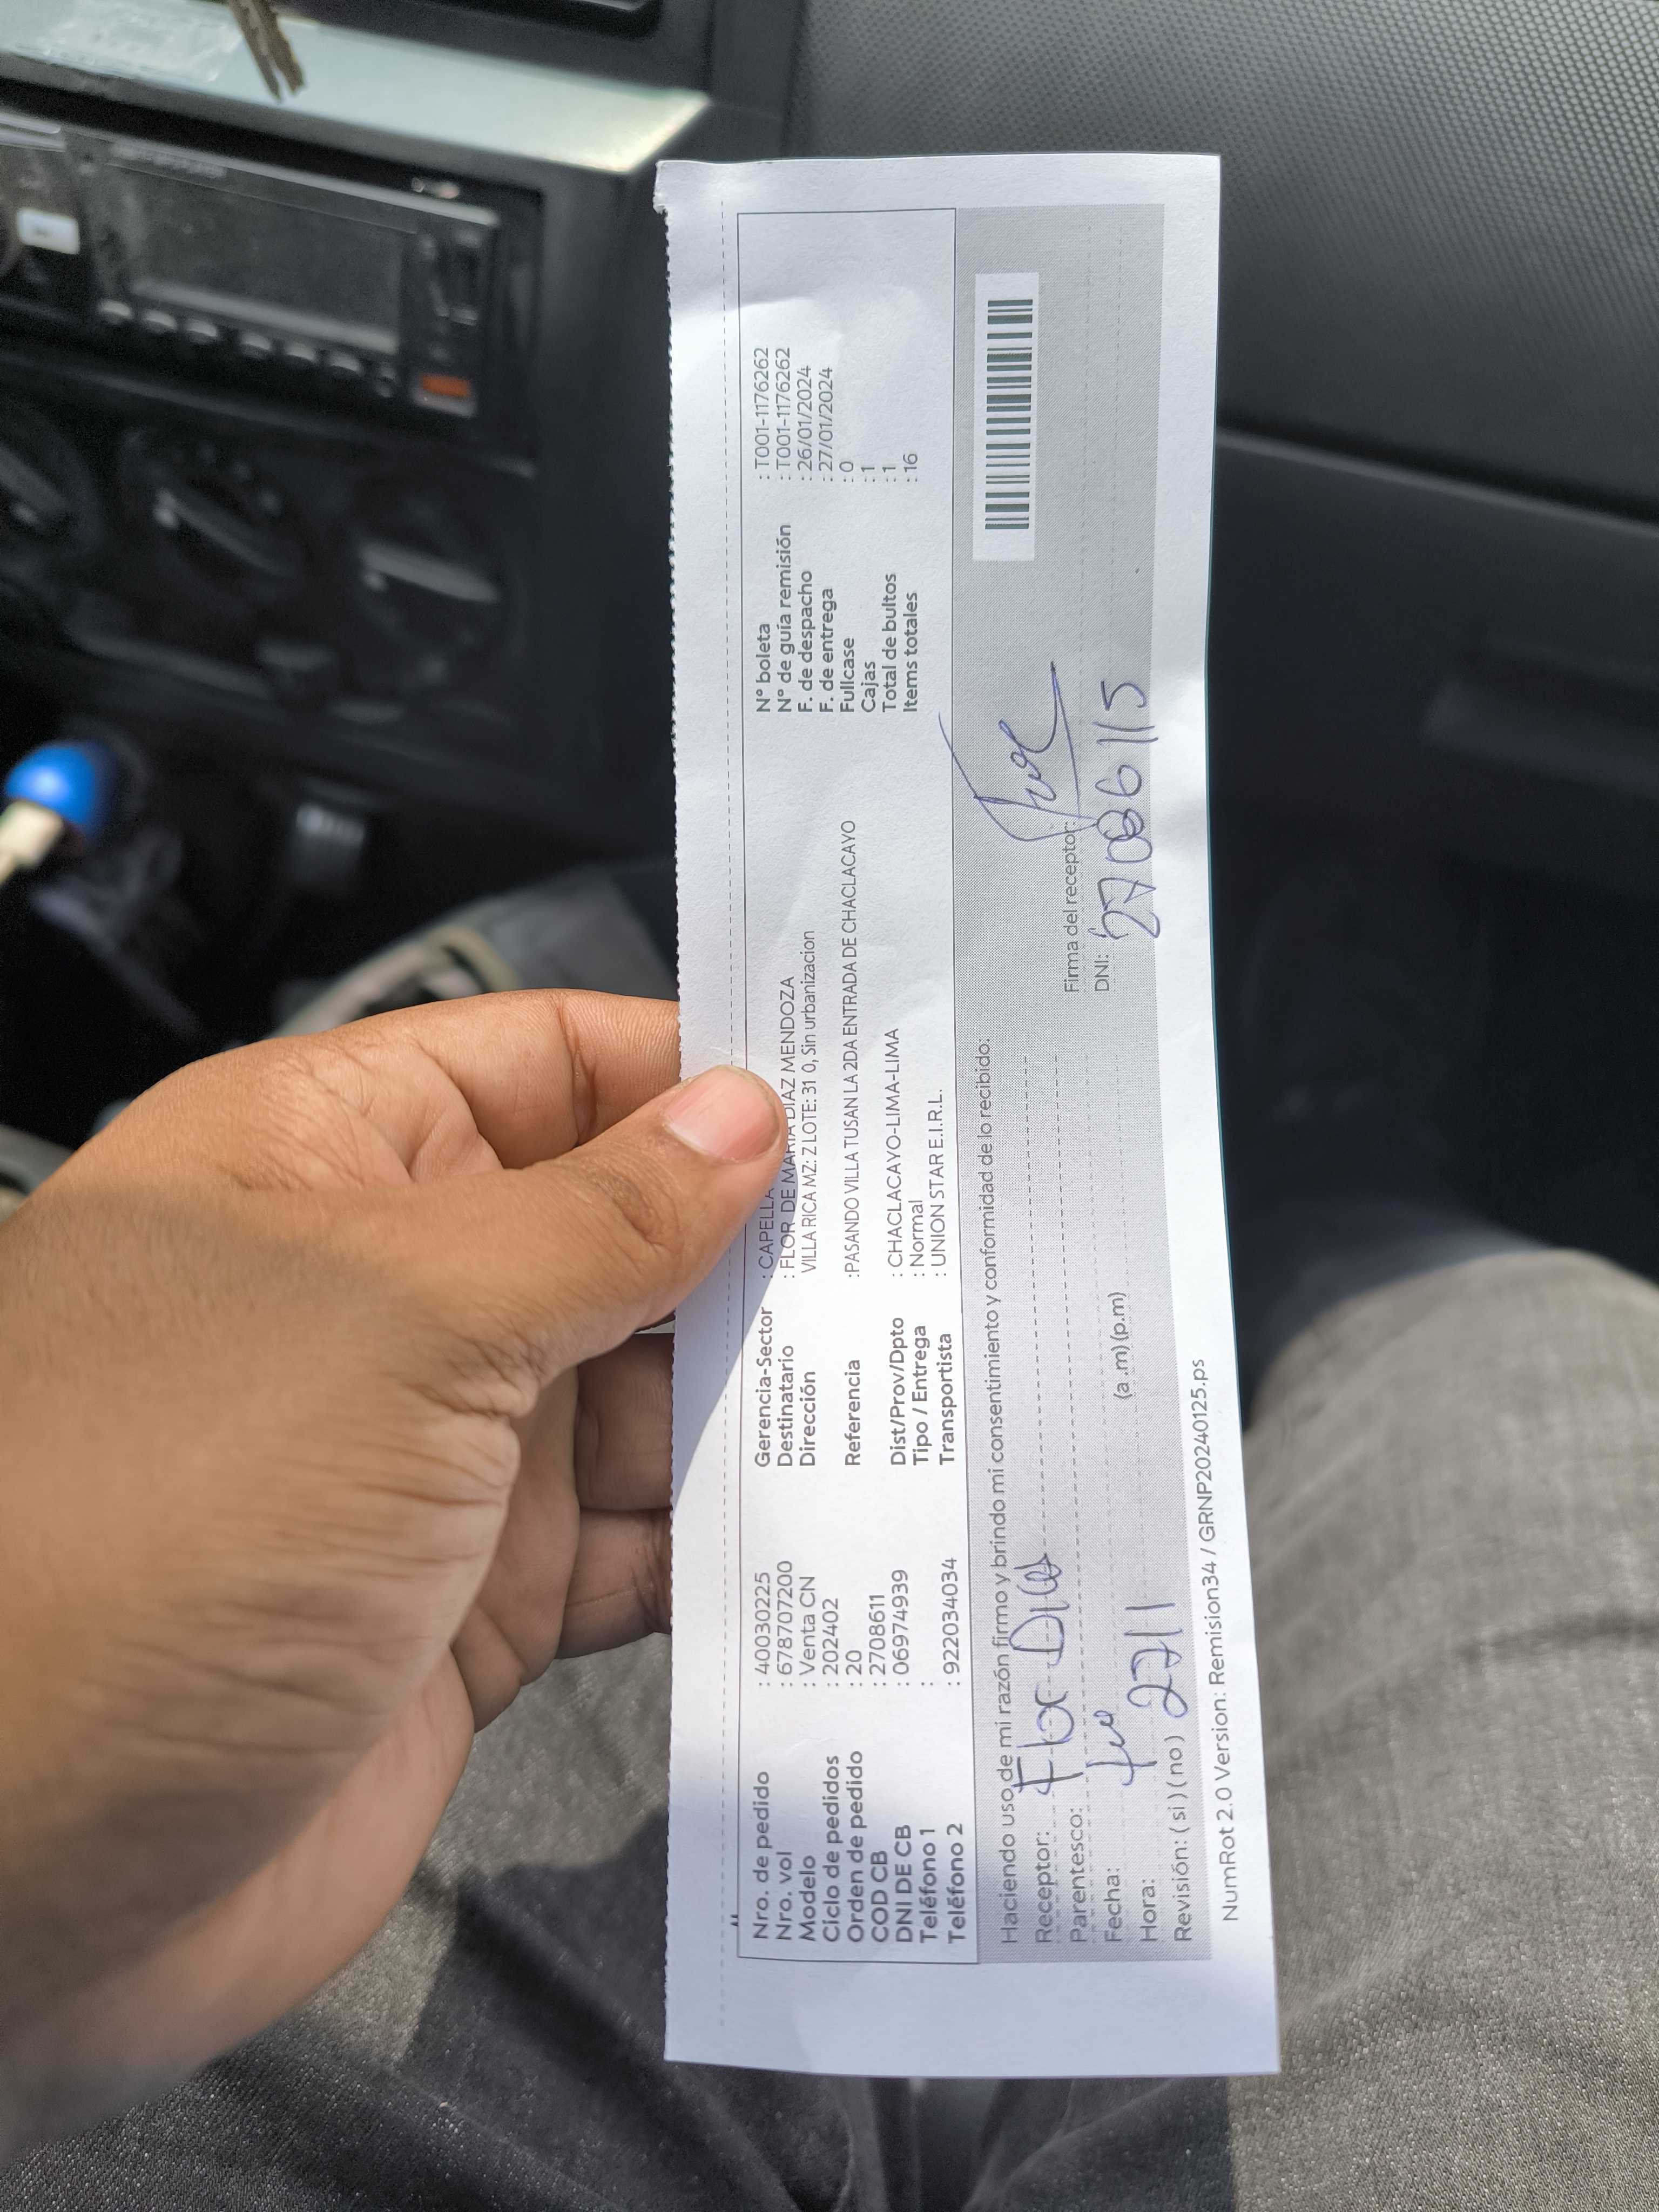 Nro. de pedido : 40030225
Nro. vol : 678707200
Modelo : Venta CN
Ciclo de pedidos : 202402
Orden de pedido : 20
COD CB : 2708611
DNI DE CB : 06974939
Teléfono 1 :
Teléfono 2 : 922034034
Gerencia-Sector : CAPELLA
Destinatario : FLOR DE MARIA DIAZ MENDOZA
Dirección VILLA RICA MZ: Z LOTE: 31 0, Sin urbanizacion
Referencia :PASANDO VILLA TUSAN LA 2DA ENTRADA DE CHACLACAYO
Dist/Prov/Dpto : CHACLACAYO-LIMA-LIMA
Tipo / Entrega : Normal
Transportista : UNION STAR E.I.R.L.
N° boleta : T001-1176262
N° de guía remisión : T001-1176262
F. de despacho : 26/01/2024
F. de entrega : 27/01/2024
Fullcase : 0
Cajas : 1
Total de bultos : 1
Items totales : 16
Haciendo uso de mi razón firmo y brindo mi consentimiento y conformidad de lo recibido:
Receptor:
Parentesco:
Fecha:
Hora: (a .m) (p.m)
Revisión: ( si ) ( no )
Firma del receptor:
DNI:
NumRot 2.0 Version: Remision34 / GRNP20240125.ps